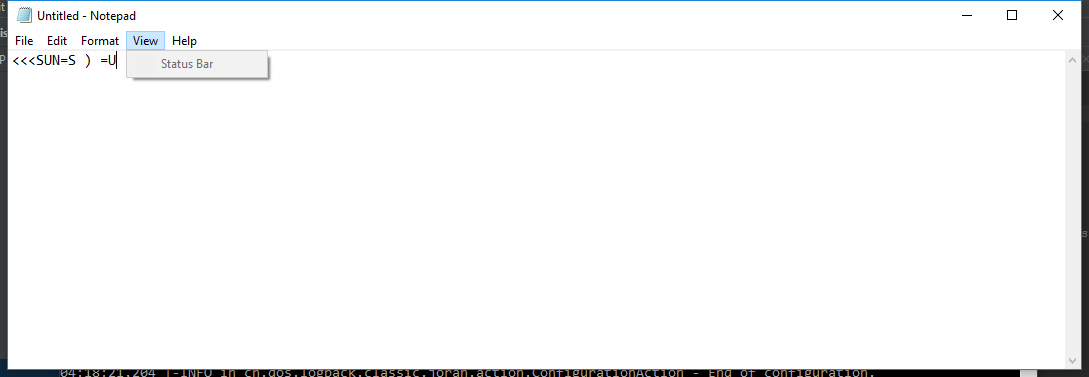 Untitled - Notepad
File Edit Format View Help
<<<SUN=S ) =U
Status Bar
04:18:21,204 |-INFO in ch.qos.logback.classic.joran.action.ConfigurationAction - End of configuration.